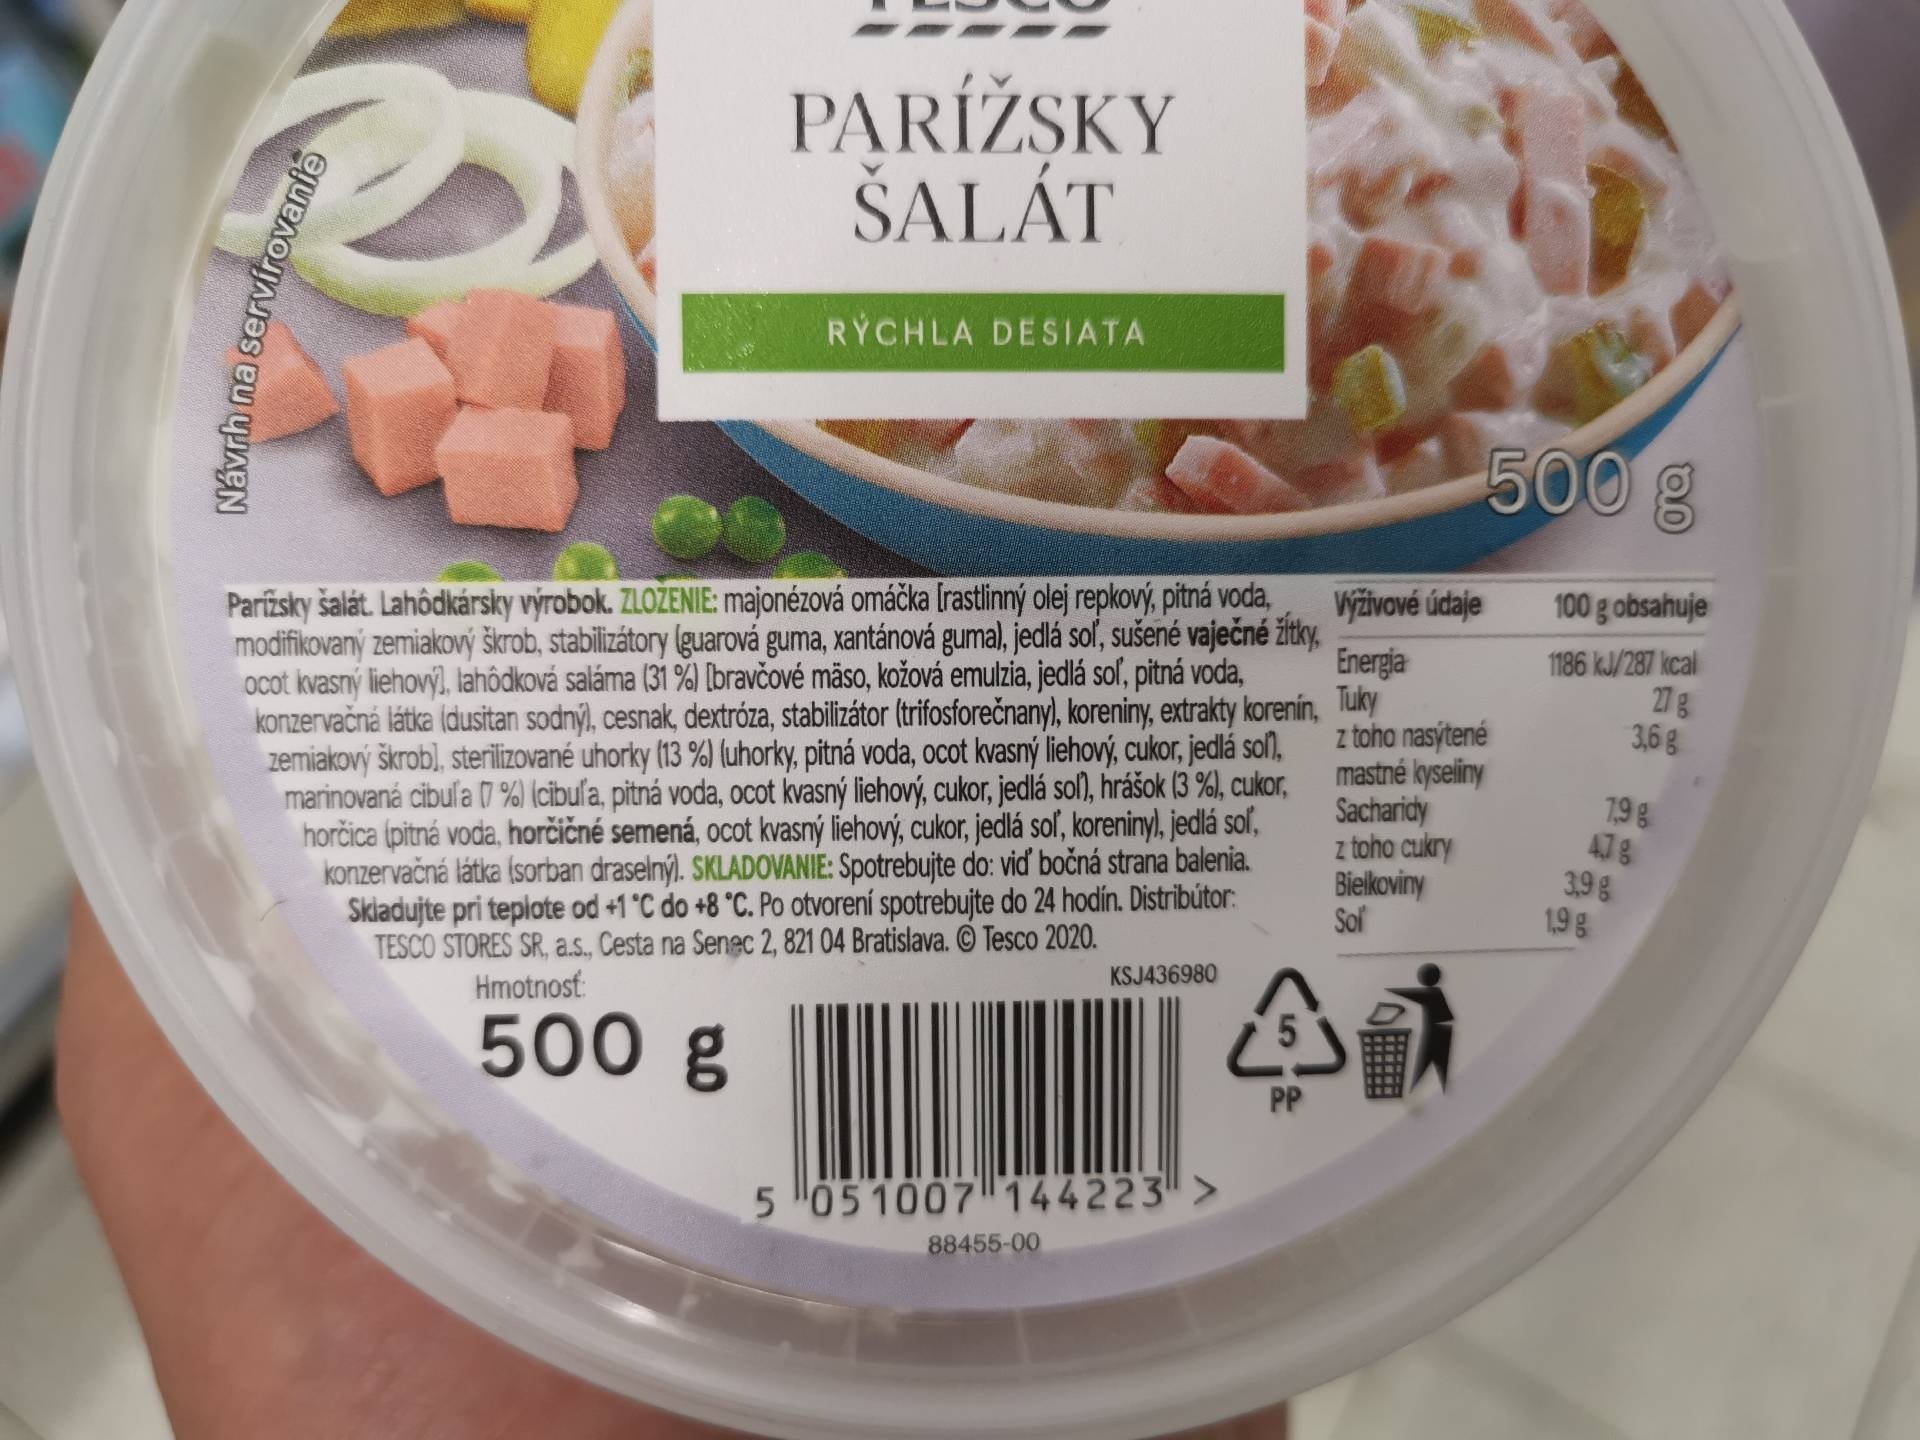 TESCO
PARÍŽSKY
ŠALÁT
RÝCHLA DESIATA
Návrh na servírovanie
500 g
Parížsky šalát. Lahôdkársky výrobok. ZLOŽENIE: majonézová omáčka [rastlinný olej repkový, pitná voda,
modifikovaný zemiakový škrob, stabilizátory (guarová guma, xantánová guma), jedlá soľ, sušené vaječné žĺtky,
ocot kvasný liehový], lahôdková saláma (31 %) [bravčové mäso, kožová emulzia, jedlá soľ, pitná voda,
konzervačná látka (dusitan sodný), cesnak, dextróza, stabilizátor (trifosforečnany), koreniny, extrakty korenín,
zemiakový škrob], sterilizované uhorky (13 %) (uhorky, pitná voda, ocot kvasný liehový, cukor, jedlá soľ),
marinovaná cibuľa (7 %) (cibuľa, pitná voda, ocot kvasný liehový, cukor, jedlá soľ), hrášok (3 %), cukor,
horčica (pitná voda, horčičné semená, ocot kvasný liehový, cukor, jedlá soľ, koreniny), jedlá soľ,
konzervačná látka (sorban draselný). SKLADOVANIE: Spotrebujte do: viď bočná strana balenia.
Skladujte pri teplote od +1 °C do +8 °C. Po otvorení spotrebujte do 24 hodín. Distribútor:
TESCO STORES SR, a.s., Cesta na Senec 2, 821 04 Bratislava. © Tesco 2020.
Výživové údaje 100 g obsahuje
Energia 1186 kJ/287 kcal
Tuky 27 g
z toho nasýtené 3,6 g
mastné kyseliny
Sacharidy 7,9 g
z toho cukry 4,7 g
Bielkoviny 3,9 g
Soľ 1,9 g
Hmotnosť:
500 g
KSJ436980
5
PP
5 051007 144223 >
88455-00